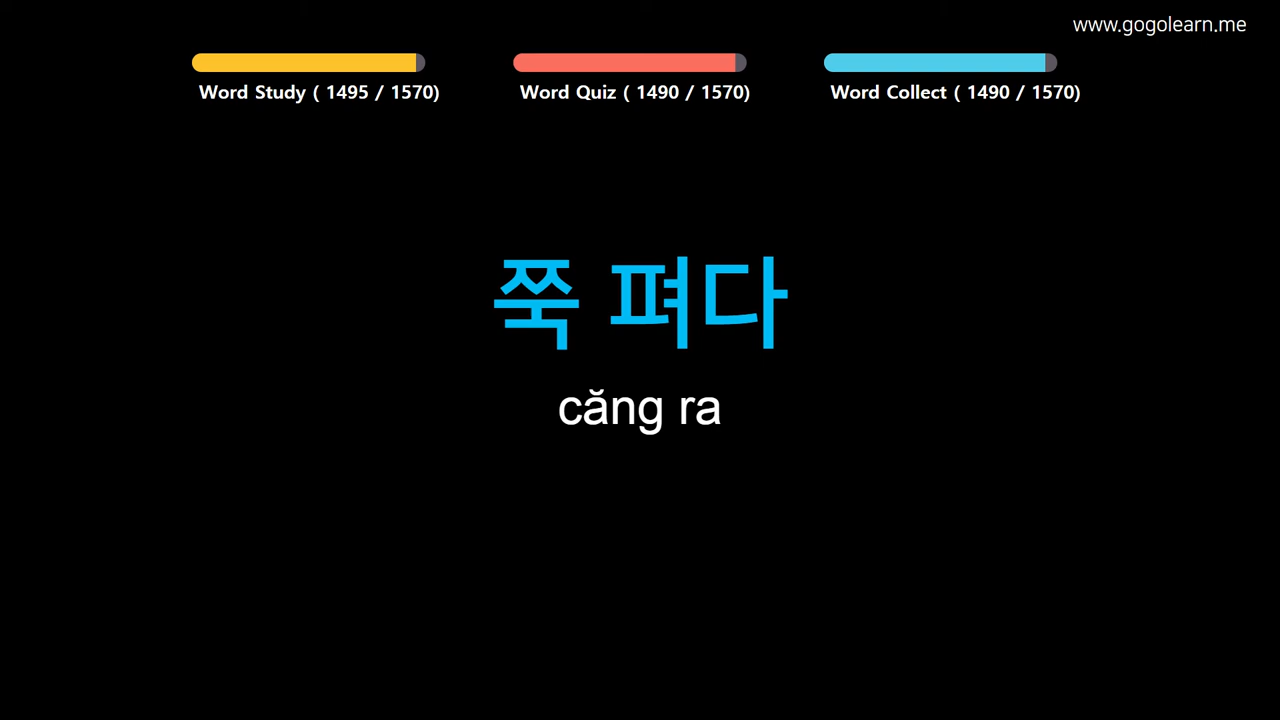 www.gogolearn.me
Word Study ( 1495 / 1570)
Word Quiz ( 1490 / 1570)
Word Collect ( 1490 / 1570)
쭉 펴다
căng ra